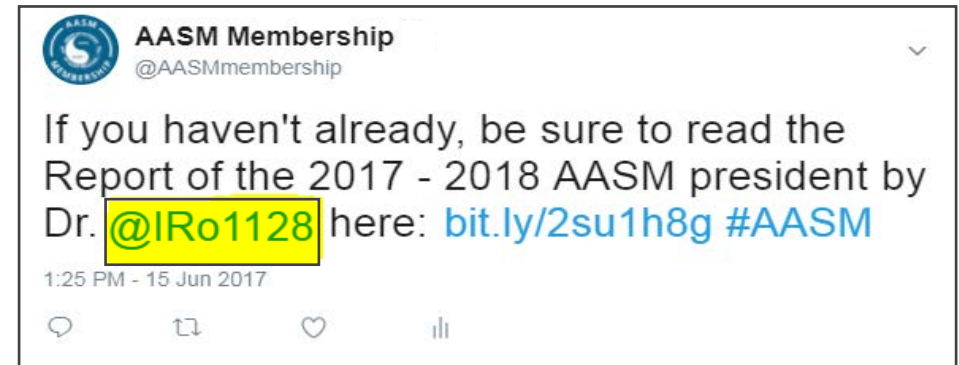 AASM Membership
@AASMmembership
If you haven't already, be sure to read the
Report of the 2017 - 2018 AASM president by
Dr. @IRo1128 here: bit.ly/2su1h8g #AASM
1:25 PM - 15 Jun 2017